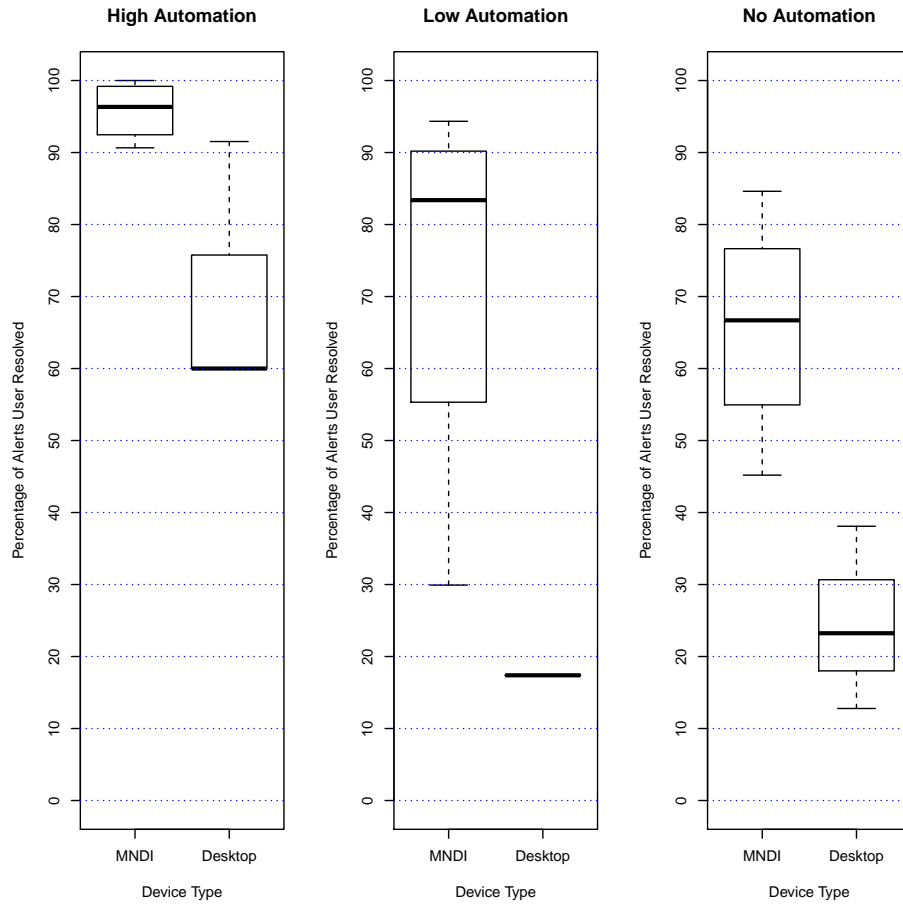 High Automation
Percentage of Alerts User Resolved
100
90
80
70
60
50
40
30
20
10
0
MNDI Desktop
Device Type
Low Automation
Percentage of Alerts User Resolved
100
90
80
70
60
50
40
30
20
10
0
MNDI Desktop
Device Type
No Automation
Percentage of Alerts User Resolved
100
90
80
70
60
50
40
30
20
10
0
MNDI Desktop
Device Type